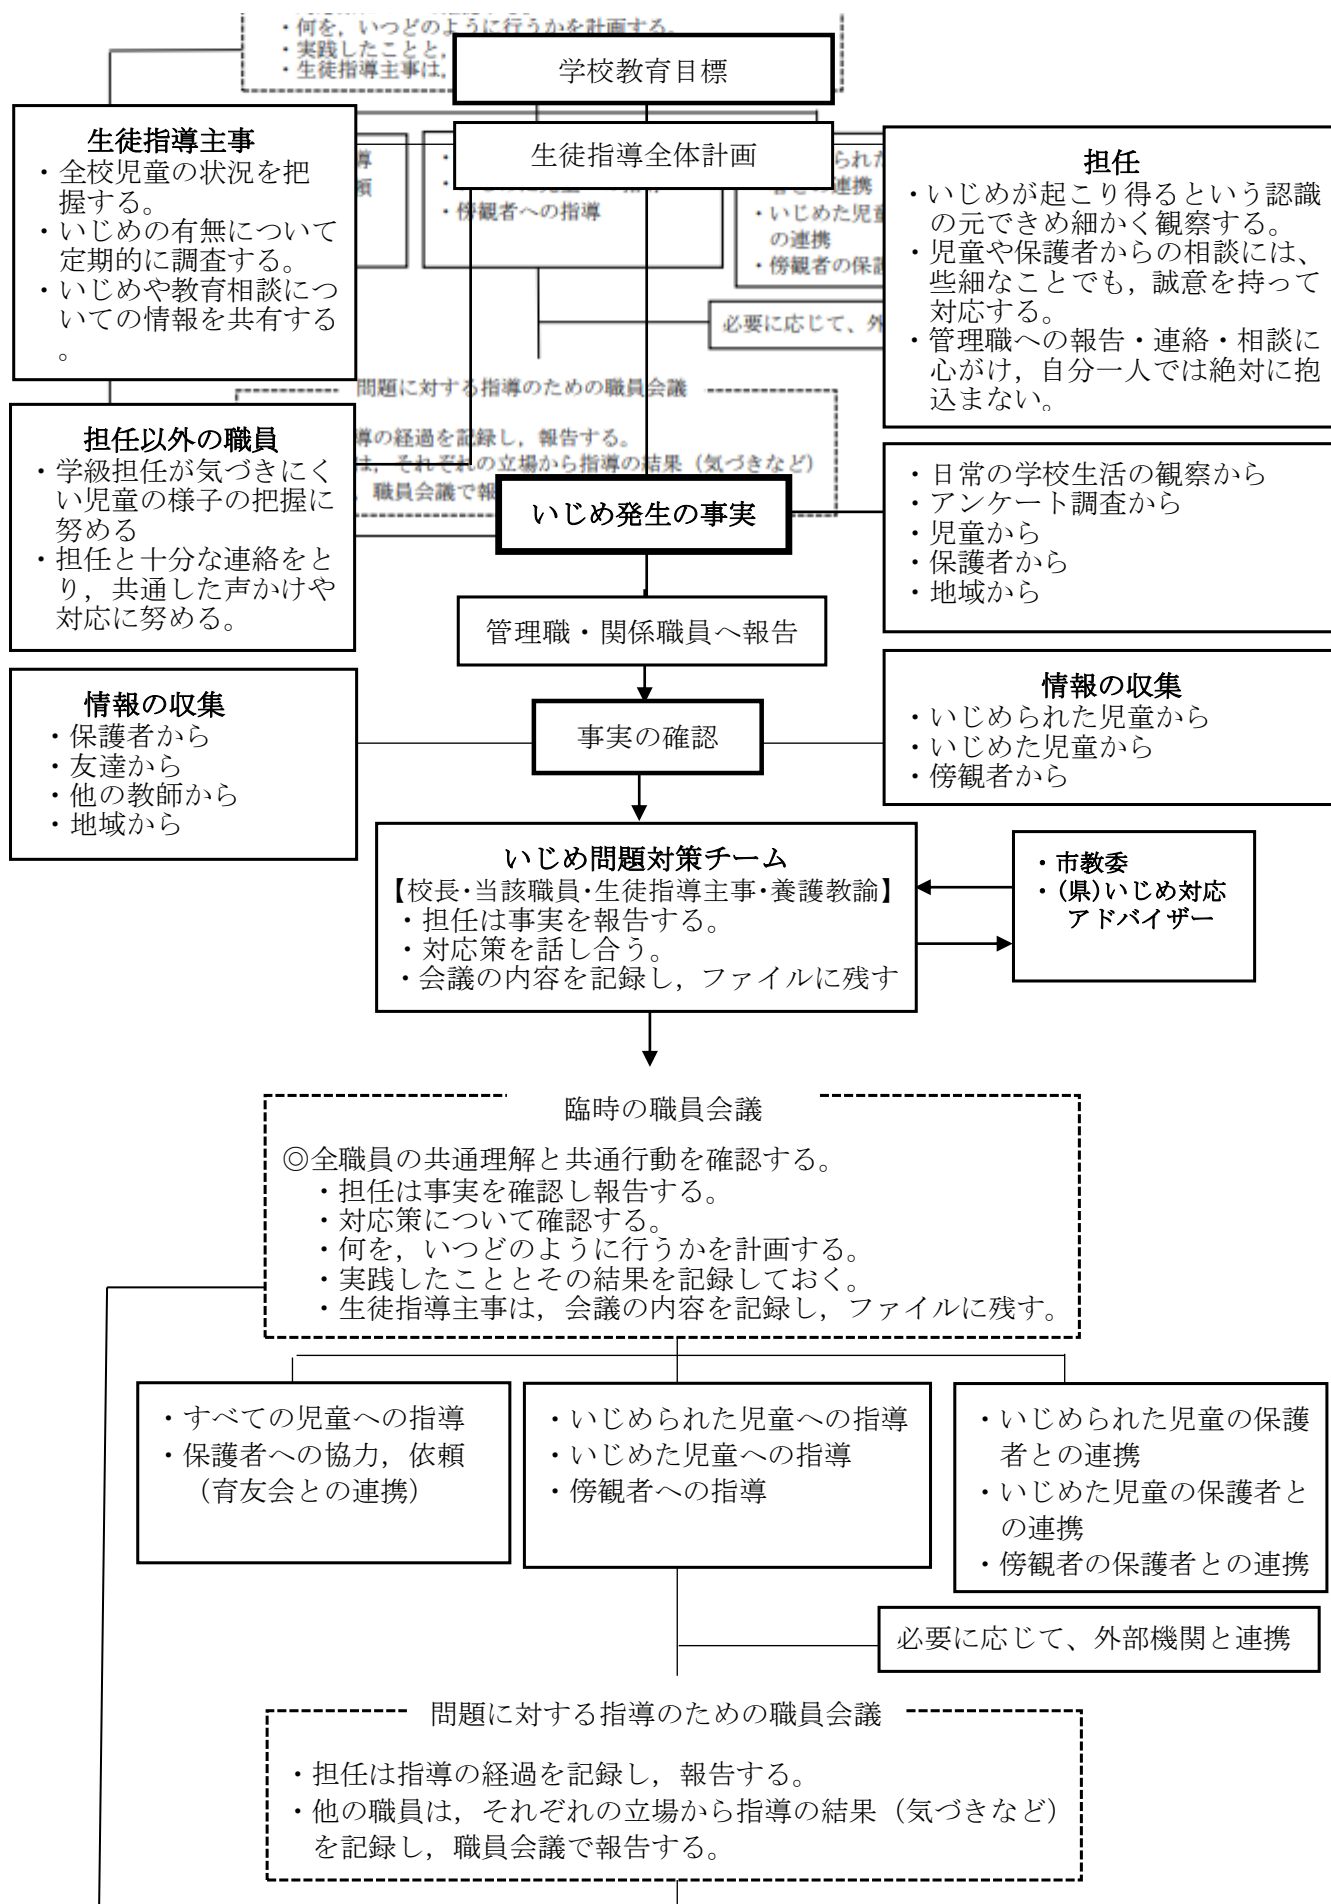 ・何を，いつどのように行うかを計画する。
・実践したことと，
・生徒指導主事は，
学校教育目標
生徒指導全体計画
生徒指導主事
・全校児童の状況を把
握する。
・いじめの有無について
定期的に調査する。
・いじめや教育相談につ
いての情報を共有する
。
導
頼
・傍観者への指導
られた
連携
・いじめた児童
の連携
・傍観者の保護
必要に応じて、外
担任
・いじめが起こり得るという認識
の元できめ細かく観察する。
・児童や保護者からの相談には、
些細なことでも，誠意を持って
対応する。
・管理職への報告・連絡・相談に
心がけ，自分一人では絶対に抱
込まない。
問題に対する指導のための職員会議
導の経過を記録し，報告する。
は，それぞれの立場から指導の結果（気づきなど）
，職員会議で報
担任以外の職員
・学級担任が気づきにく
い児童の様子の把握に
努める
・担任と十分な連絡をと
り，共通した声かけや
対応に努める。
いじめ発生の事実
・日常の学校生活の観察から
・アンケート調査から
・児童から
・保護者から
・地域から
管理職・関係職員へ報告
情報の収集
・保護者から
・友達から
・他の教師から
・地域から
事実の確認
情報の収集
・いじめられた児童から
・いじめた児童から
・傍観者から
いじめ問題対策チーム
【校長・当該職員・生徒指導主事・養護教諭】
・担任は事実を報告する。
・対応策を話し合う。
・会議の内容を記録し，ファイルに残す
・市教委
・(県)いじめ対応
アドバイザー
臨時の職員会議
◎全職員の共通理解と共通行動を確認する。
・担任は事実を確認し報告する。
・対応策について確認する。
・何を，いつどのように行うかを計画する。
・実践したこととその結果を記録しておく。
・生徒指導主事は，会議の内容を記録し，ファイルに残す。
・すべての児童への指導
・保護者への協力，依頼
（育友会との連携）
・いじめられた児童への指導
・いじめた児童への指導
・傍観者への指導
・いじめられた児童の保護
者との連携
・いじめた児童の保護者と
の連携
・傍観者の保護者との連携
必要に応じて、外部機関と連携
問題に対する指導のための職員会議
・担任は指導の経過を記録し，報告する。
・他の職員は，それぞれの立場から指導の結果（気づきなど）
を記録し，職員会議で報告する。